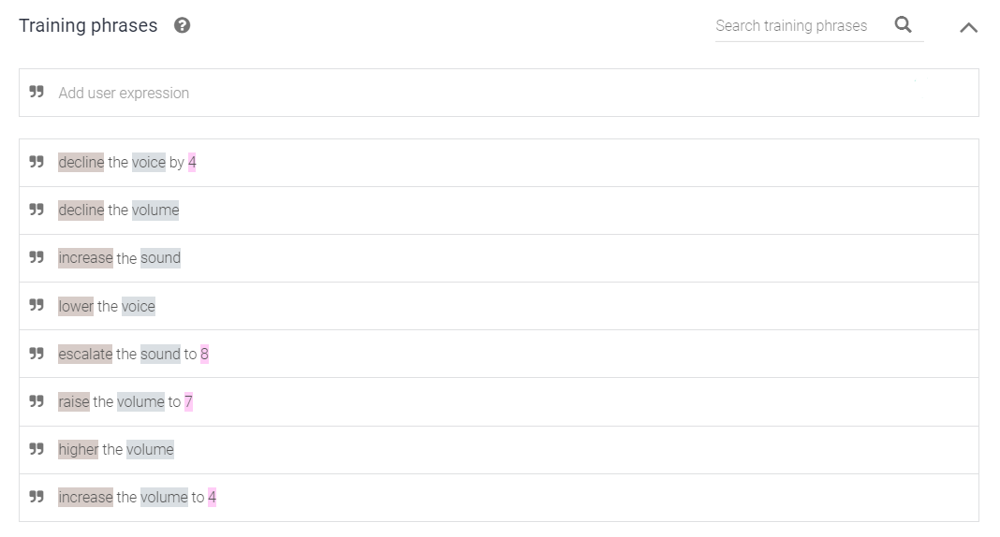 Training phrases
Search training phrases
Add user expression
decline the voice by 4
decline the volume
increase the sound
lower the voice
escalate the sound to 8
raise the volume to 7
higher the volume
increase the volume to 4